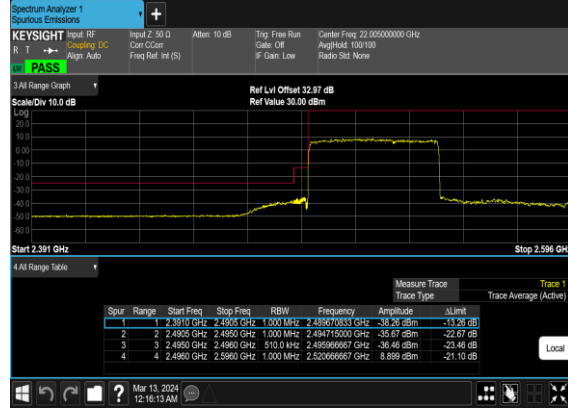 Spectrum Analyzer 1
Spurious Emissions
+
KEYSIGHT Input: RF Input Z: 50 Ω Atten: 10 dB Trig: Free Run Center Freq: 22.005000000 GHz
R T Coupling: DC Corr CCorr Gate: Off Avg|Hold: 100/100
Align: Auto Freq Ref: Int (S) IF Gain: Low Radio Std: None
LW PASS
3 All Range Graph
Ref Lvl Offset 32.97 dB
Scale/Div 10.0 dB Ref Value 30.00 dBm
Log
20.0
10.0
0.00
-10.0
-20.0
-30.0
-40.0
-50.0
-60.0
Start 2.391 GHz Stop 2.596 GH
4 All Range Table
Measure Trace Trace 1
Trace Type Trace Average (Active)
Spur Range Start Freq Stop Freq RBW Frequency Amplitude ΔLimit
1 1 2.3910 GHz 2.4905 GHz 1.000 MHz 2.489670833 GHz -38.26 dBm -13.26 dB
2 2 2.4905 GHz 2.4950 GHz 1.000 MHz 2.494715000 GHz -35.67 dBm -22.67 dB
3 3 2.4950 GHz 2.4960 GHz 510.0 kHz 2.495966667 GHz -36.46 dBm -23.46 dB
4 4 2.4960 GHz 2.5960 GHz 1.000 MHz 2.520666667 GHz 8.899 dBm -21.10 dB
Local
? Mar 13, 2024
12:16:13 AM